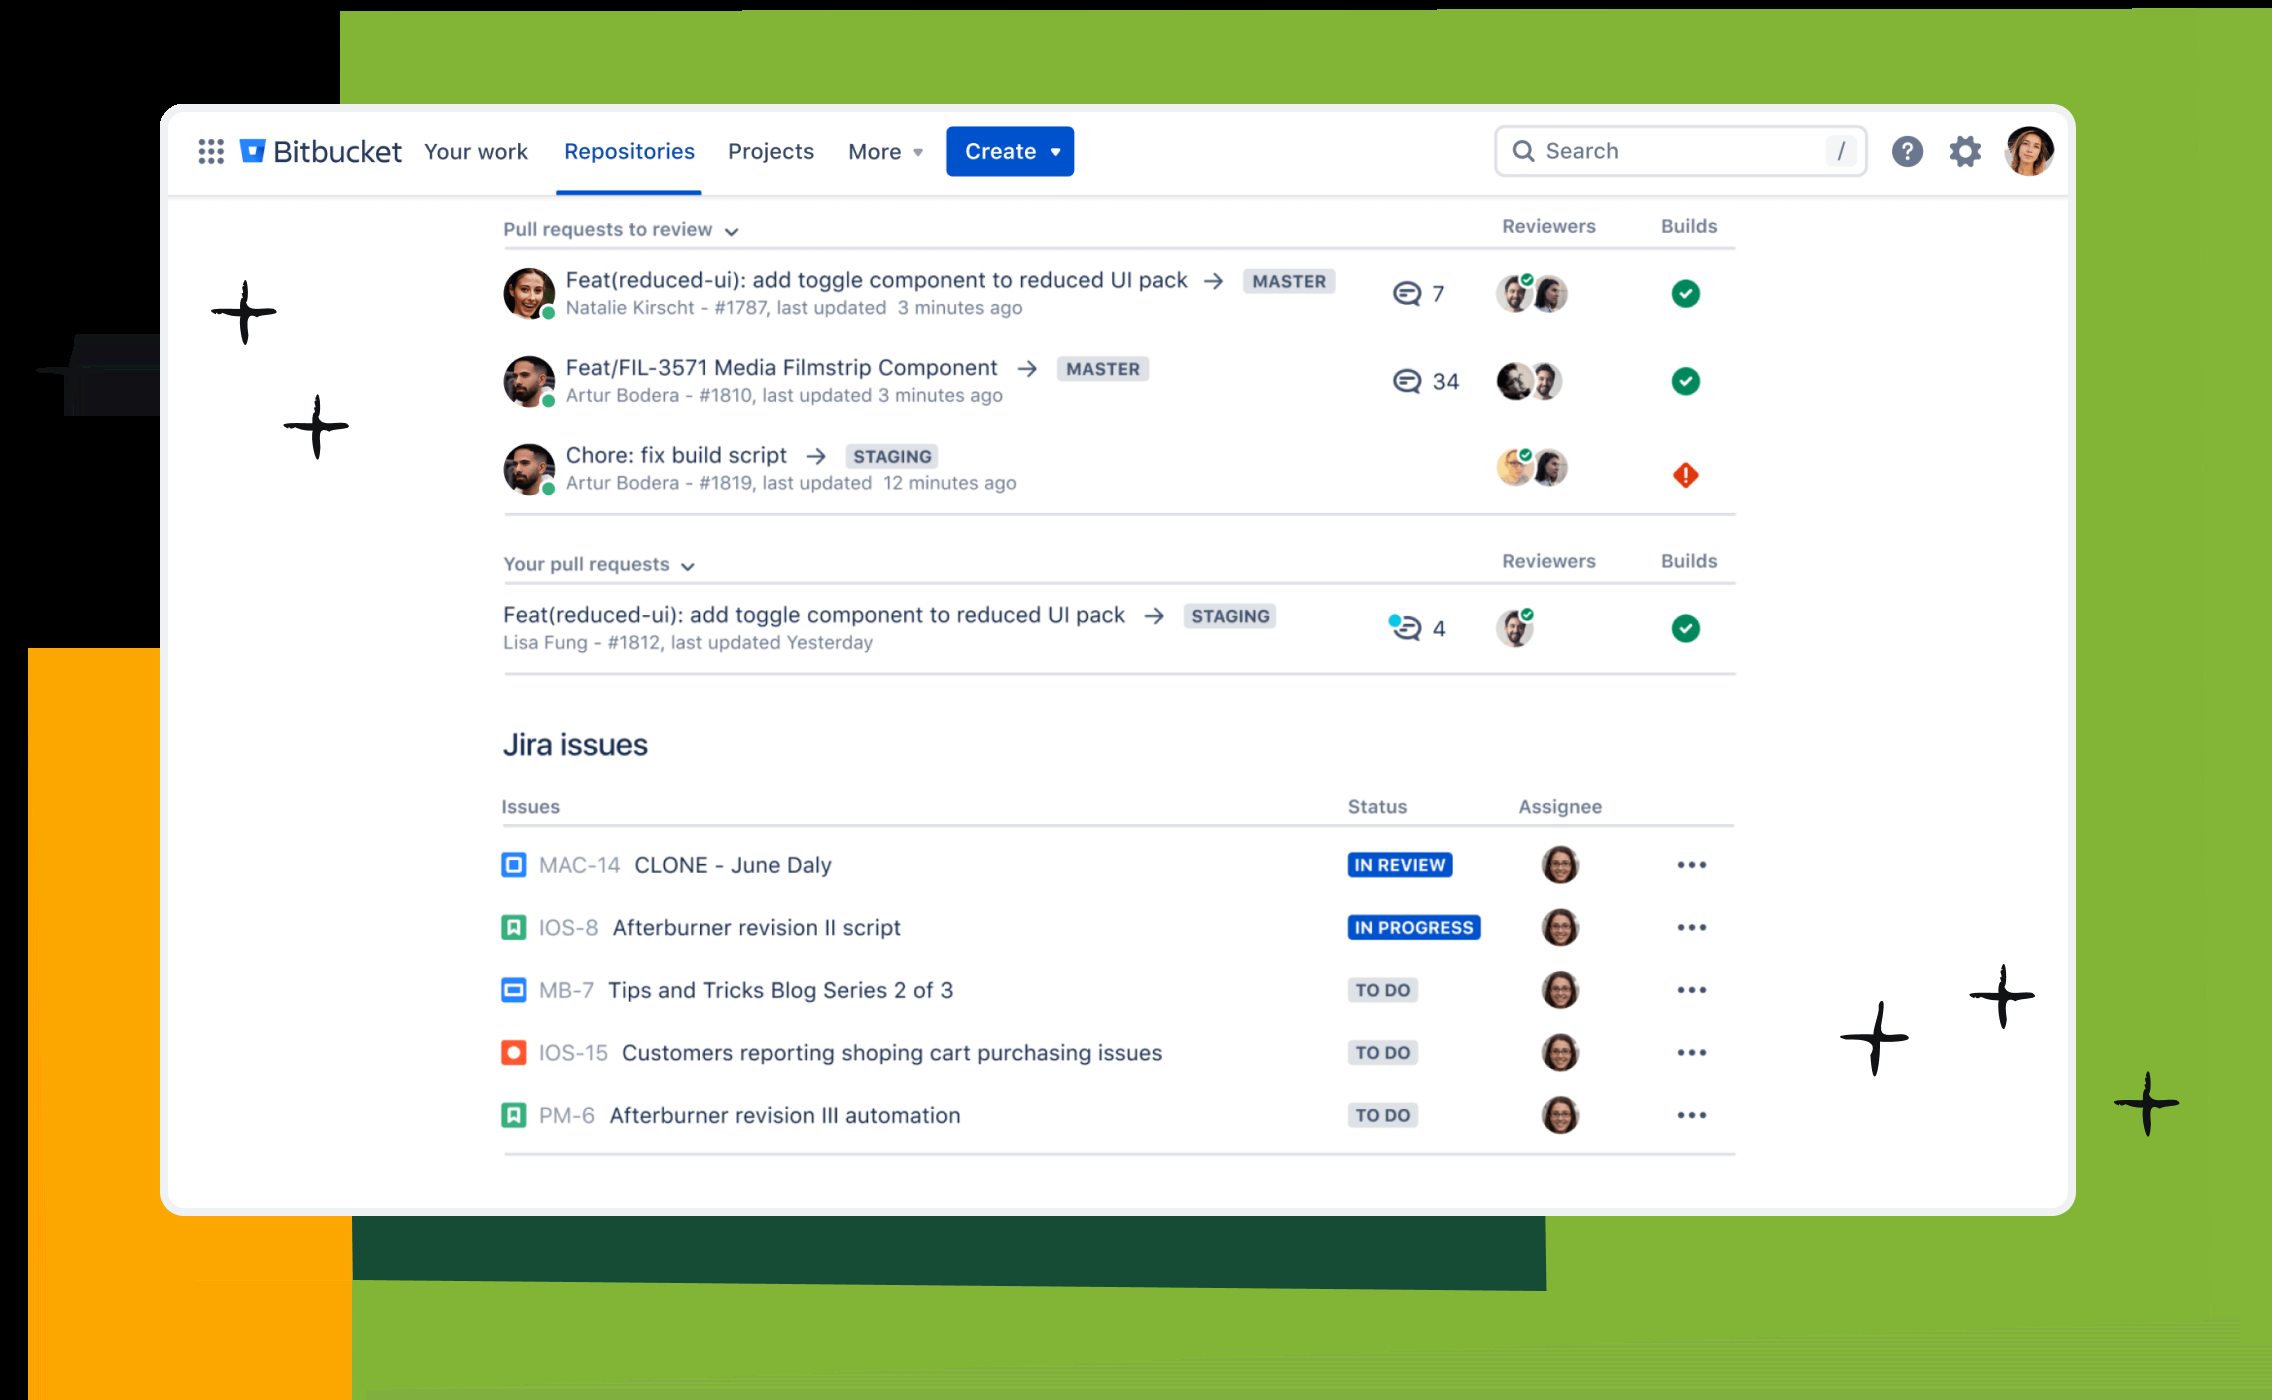 Bitbucket Your work Repositories Projects More Create Search /
Pull requests to review Reviewers Builds
Feat(reduced-ui): add toggle component to reduced UI pack → MASTER 7
Natalie Kirscht - #1787, last updated 3 minutes ago
Feat/FIL-3571 Media Filmstrip Component → MASTER 34
Artur Bodera - #1810, last updated 3 minutes ago
Chore: fix build script → STAGING
Artur Bodera - #1819, last updated 12 minutes ago
Your pull requests Reviewers Builds
Feat(reduced-ui): add toggle component to reduced UI pack → STAGING 4
Lisa Fung - #1812, last updated Yesterday
Jira issues
Issues Status Assignee
MAC-14 CLONE - June Daly IN REVIEW
IOS-8 Afterburner revision II script IN PROGRESS
MB-7 Tips and Tricks Blog Series 2 of 3 TO DO
IOS-15 Customers reporting shoping cart purchasing issues TO DO
PM-6 Afterburner revision III automation TO DO